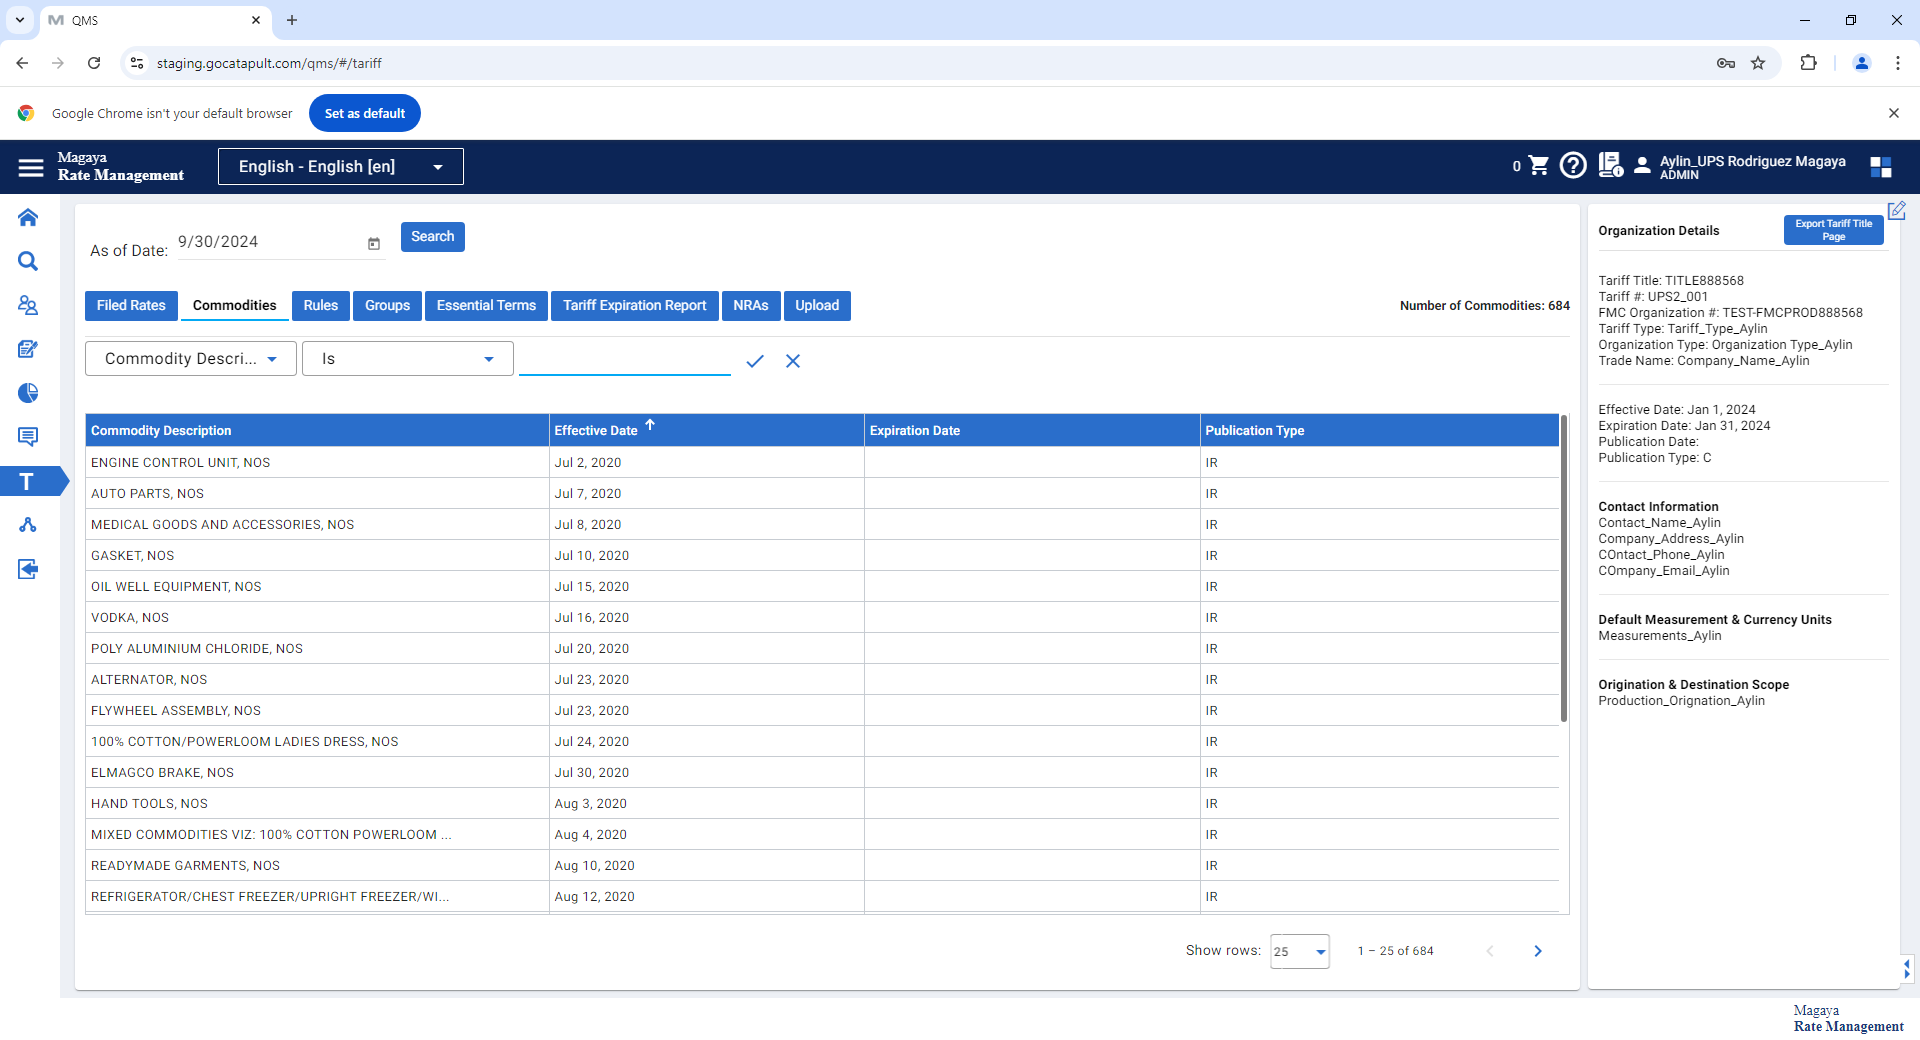 QMS
staging.gocatapult.com/qms/#/tariff
Google Chrome isn't your default browser
Set as default
Magaya
Rate Management
English - English [en]
0
Aylin_UPS Rodriguez Magaya
ADMIN
As of Date: 9/30/2024
Search
Filed Rates
Commodities
Rules
Groups
Essential Terms
Tariff Expiration Report
NRAs
Upload
Number of Commodities: 684
Commodity Descri...
Is
Commodity Description Effective Date Expiration Date Publication Type
ENGINE CONTROL UNIT, NOS Jul 2, 2020 IR
AUTO PARTS, NOS Jul 7, 2020 IR
MEDICAL GOODS AND ACCESSORIES, NOS Jul 8, 2020 IR
GASKET, NOS Jul 10, 2020 IR
OIL WELL EQUIPMENT, NOS Jul 15, 2020 IR
VODKA, NOS Jul 16, 2020 IR
POLY ALUMINIUM CHLORIDE, NOS Jul 20, 2020 IR
ALTERNATOR, NOS Jul 23, 2020 IR
FLYWHEEL ASSEMBLY, NOS Jul 23, 2020 IR
100% COTTON/POWERLOOM LADIES DRESS, NOS Jul 24, 2020 IR
ELMAGCO BRAKE, NOS Jul 30, 2020 IR
HAND TOOLS, NOS Aug 3, 2020 IR
MIXED COMMODITIES VIZ: 100% COTTON POWERLOOM ... Aug 4, 2020 IR
READYMADE GARMENTS, NOS Aug 10, 2020 IR
REFRIGERATOR/CHEST FREEZER/UPRIGHT FREEZER/WI... Aug 12, 2020 IR
Show rows: 25 1 – 25 of 684
T
Organization Details
Export Tariff Title
Page
Tariff Title: TITLE888568
Tariff #: UPS2_001
FMC Organization #: TEST-FMCPROD888568
Tariff Type: Tariff_Type_Aylin
Organization Type: Organization Type_Aylin
Trade Name: Company_Name_Aylin
Effective Date: Jan 1, 2024
Expiration Date: Jan 31, 2024
Publication Date:
Publication Type: C
Contact Information
Contact_Name_Aylin
Company_Address_Aylin
COntact_Phone_Aylin
COmpany_Email_Aylin
Default Measurement & Currency Units
Measurements_Aylin
Origination & Destination Scope
Production_Orignation_Aylin
Magaya
Rate Management